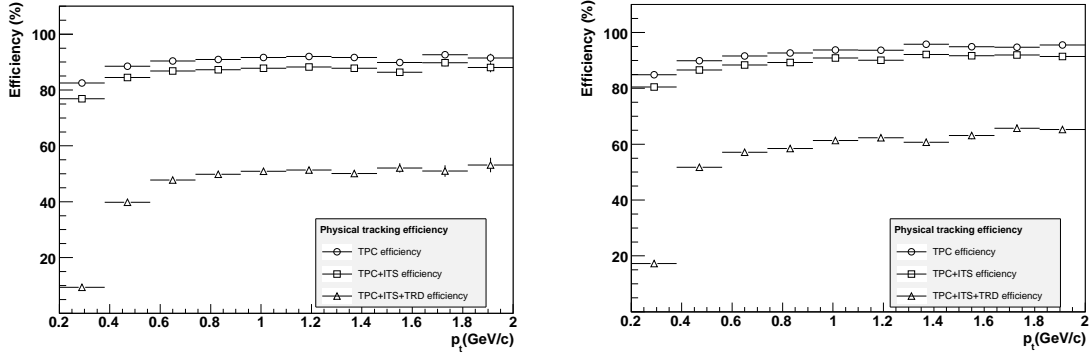 Efficiency (%)
100
80
60
40
20
Physical tracking efficiency
TPC efficiency
TPC+ITS efficiency
TPC+ITS+TRD efficiency
0.2 0.4 0.6 0.8 1 1.2 1.4 1.6 1.8 2
pt(GeV/c)
Efficiency (%)
100
80
60
40
20
Physical tracking efficiency
TPC efficiency
TPC+ITS efficiency
TPC+ITS+TRD efficiency
0.2 0.4 0.6 0.8 1 1.2 1.4 1.6 1.8 2
pt(GeV/c)